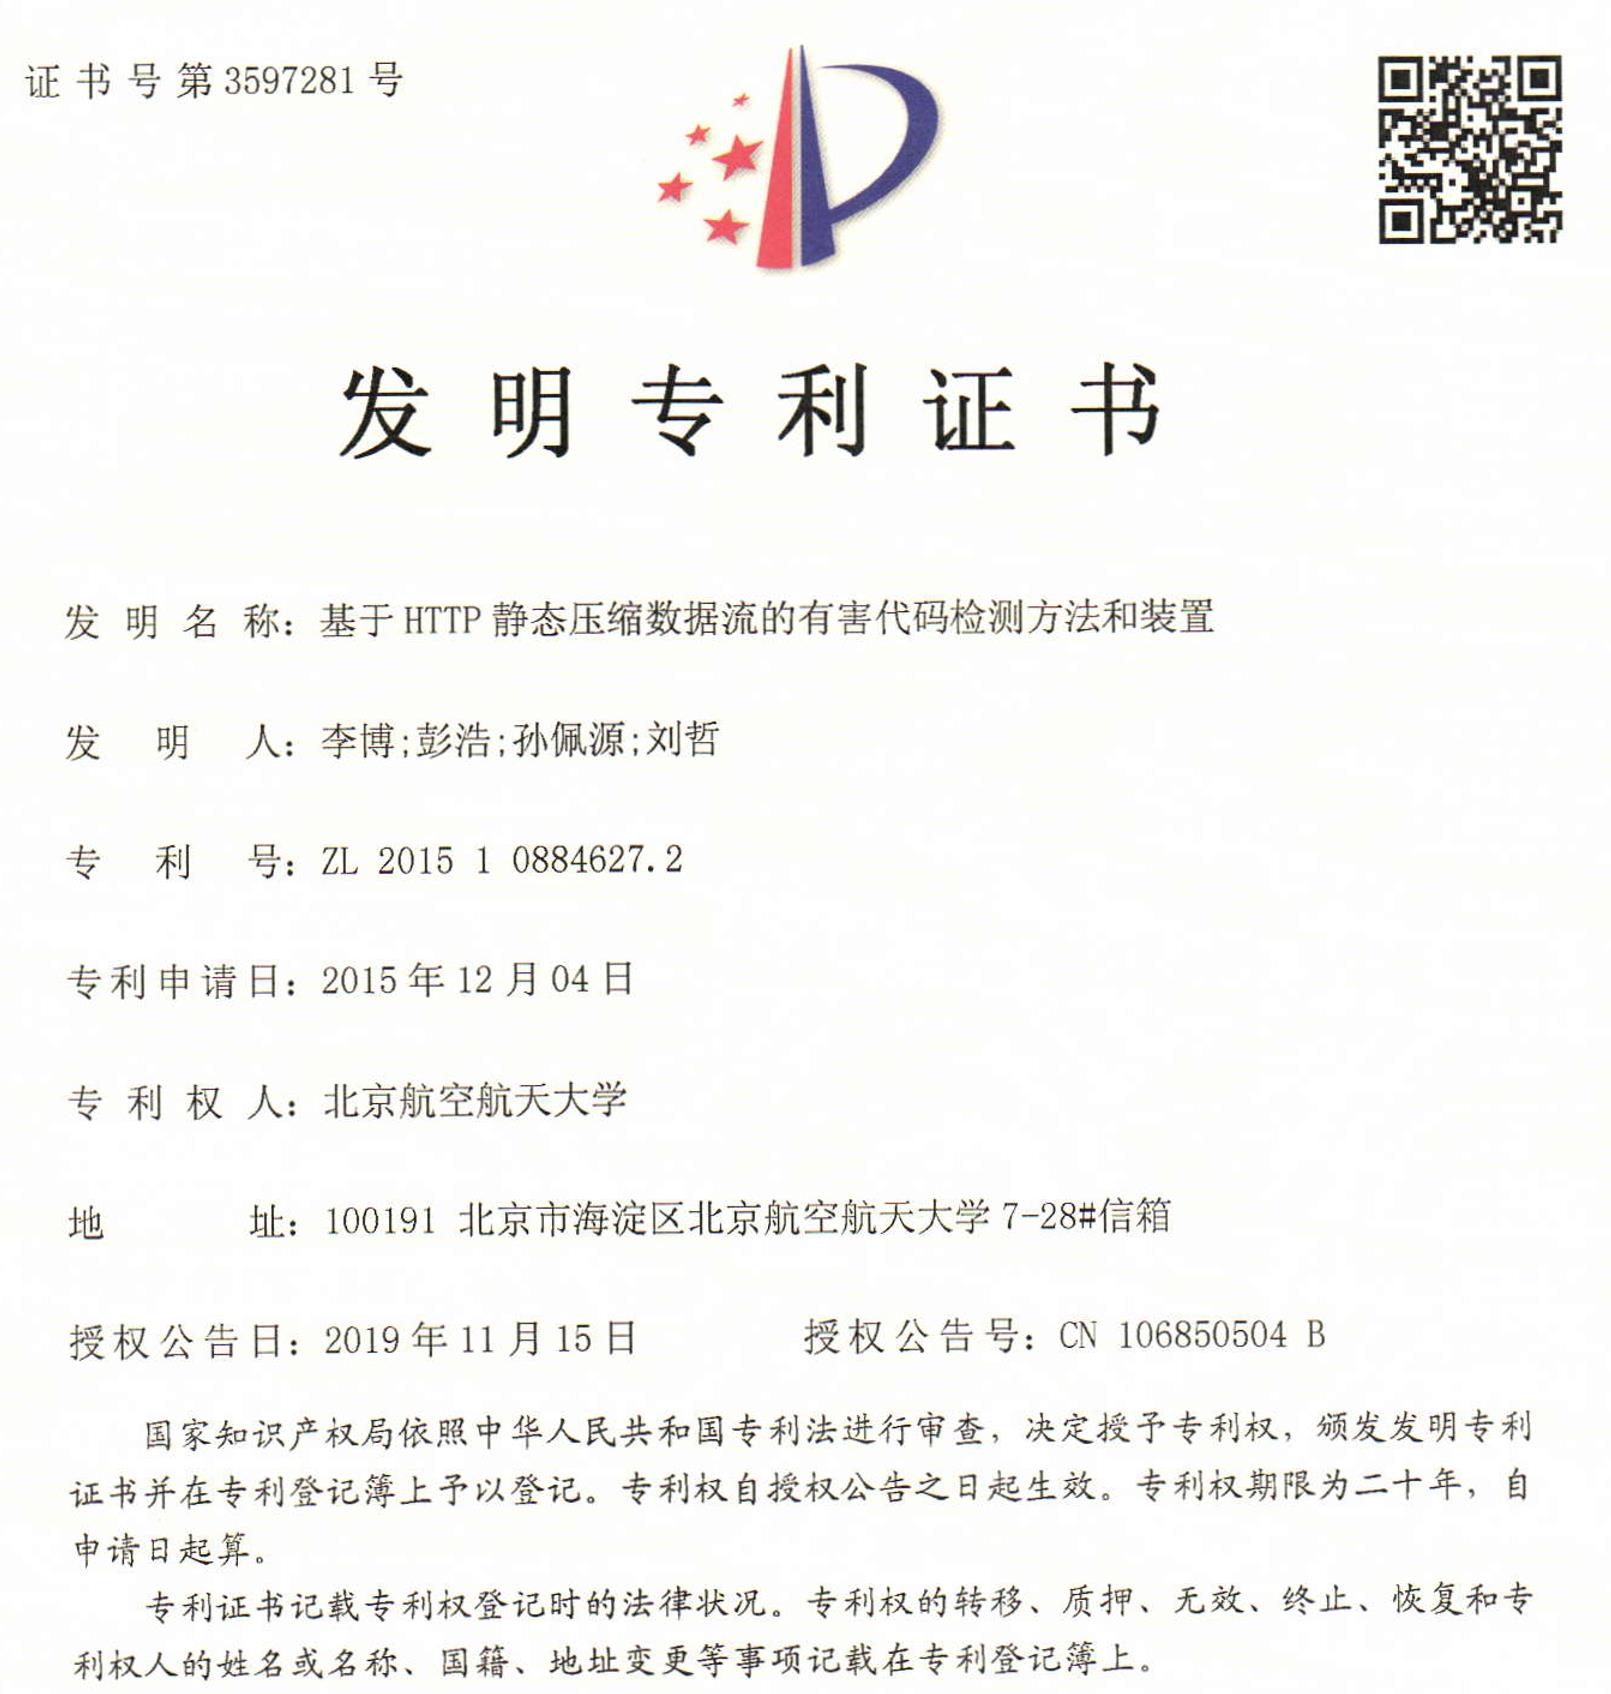 证书号第3597281号
发明专利证书
发明名称：基于HTTP静态压缩数据流的有害代码检测方法和装置
发明人：李博;彭浩;孙佩源;刘哲
专利号：ZL 2015 1 0884627.2
专利申请日：2015年12月04日
专利权人：北京航空航天大学
地址：100191 北京市海淀区北京航空航天大学7-28#信箱
授权公告日：2019年11月15日 授权公告号：CN 106850504 B
国家知识产权局依照中华人民共和国专利法进行审查，决定授予专利权，颁发发明专利
证书并在专利登记簿上予以登记。专利权自授权公告之日起生效。专利权期限为二十年，自
申请日起算。
专利证书记载专利权登记时的法律状况。专利权的转移、质押、无效、终止、恢复和专
利权人的姓名或名称、国籍、地址变更等事项记载在专利登记簿上。